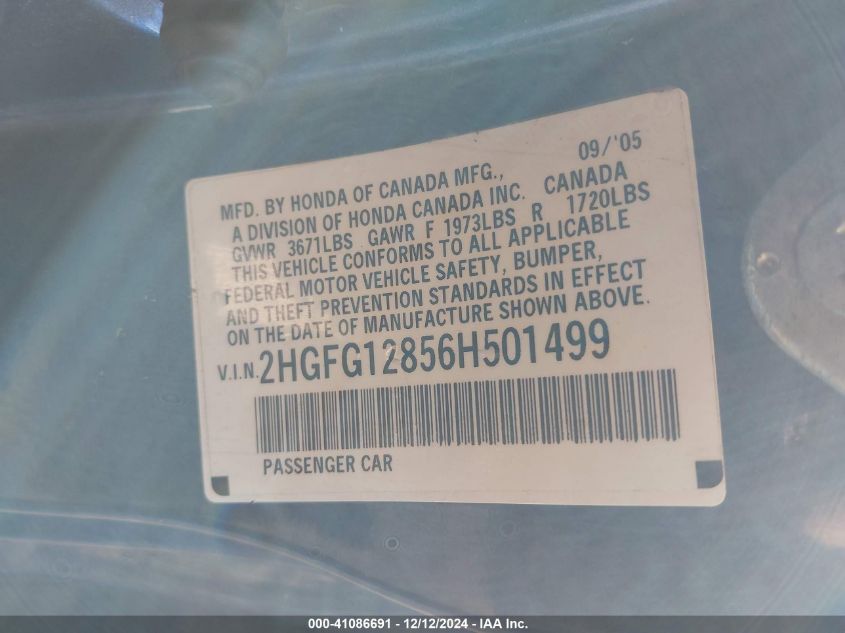 09/'05
MFD. BY HONDA OF CANADA MFG.,
A DIVISION OF HONDA CANADA INC. CANADA
GVWR 3671LBS GAWR F 1973LBS R 1720LBS
THIS VEHICLE CONFORMS TO ALL APPLICABLE
FEDERAL MOTOR VEHICLE SAFETY, BUMPER,
AND THEFT PREVENTION STANDARDS IN EFFECT
ON THE DATE OF MANUFACTURE SHOWN ABOVE.
V.I.N. 2HGFG12856H501499
PASSENGER CAR
000-41086691 - 12/12/2024 - IAA Inc.